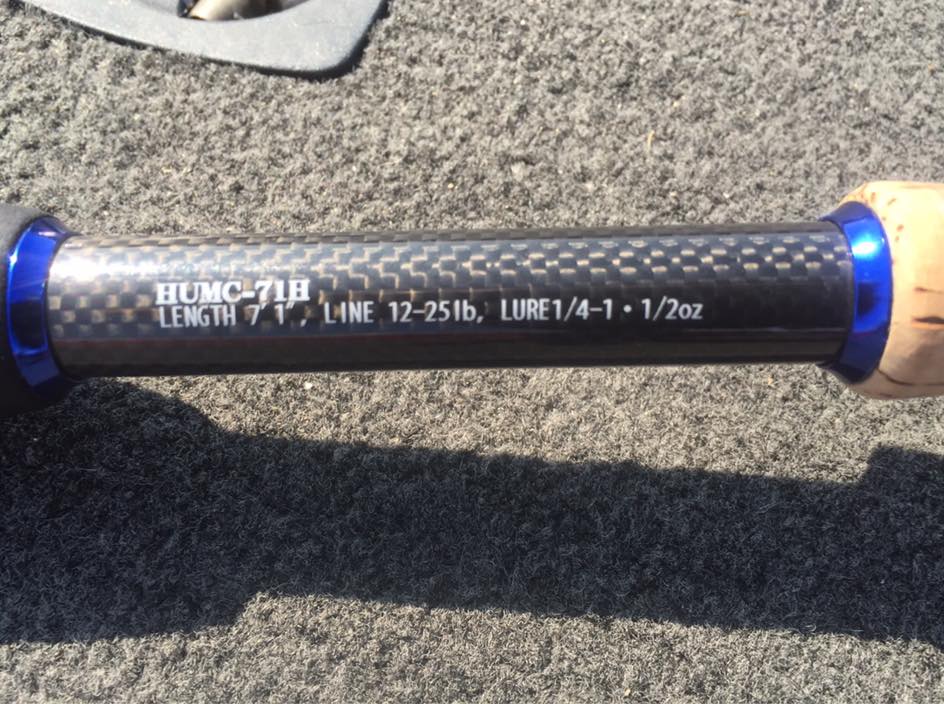 HUMC-71H
LENGTH 7'1", LINE 12-25lb, LURE1/4-1・1/2oz